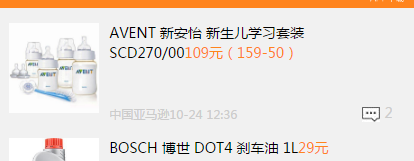 AVENT 新安怡 新生儿学习套装
SCD270/00109元（159-50）
中国亚马逊10-24 12:36
2
BOSCH 博世 DOT4 刹车油 1L29元